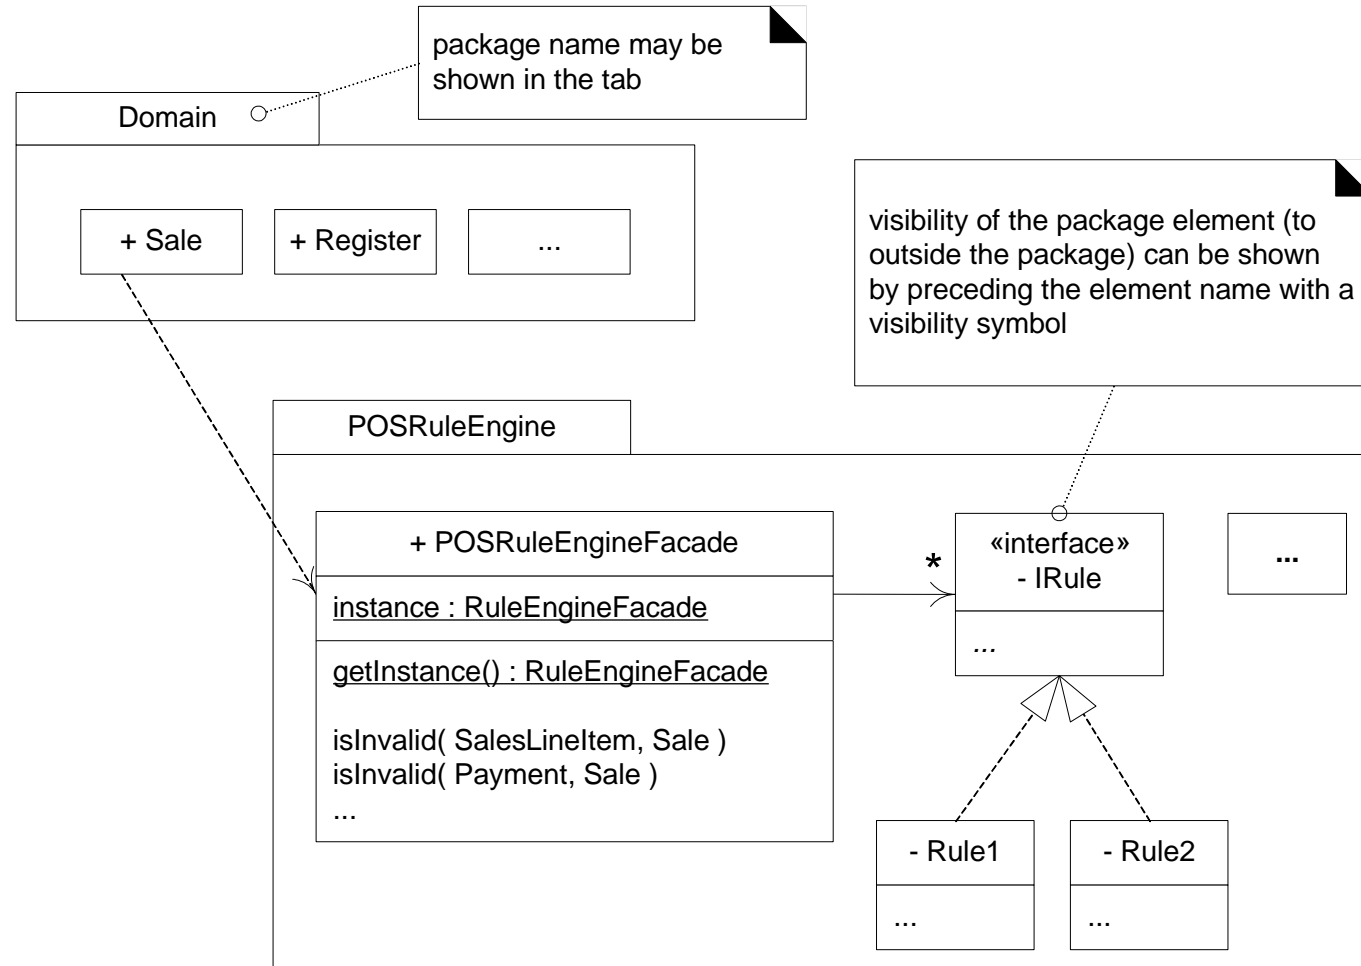 package name may be
shown in the tab
Domain
+ Sale
+ Register
...
visibility of the package element (to
outside the package) can be shown
by preceding the element name with a
visibility symbol
POSRuleEngine
+ POSRuleEngineFacade
instance : RuleEngineFacade
getInstance() : RuleEngineFacade
isInvalid( SalesLineItem, Sale )
isInvalid( Payment, Sale )
...
*
«interface»
- IRule
...
...
- Rule1
...
- Rule2
...